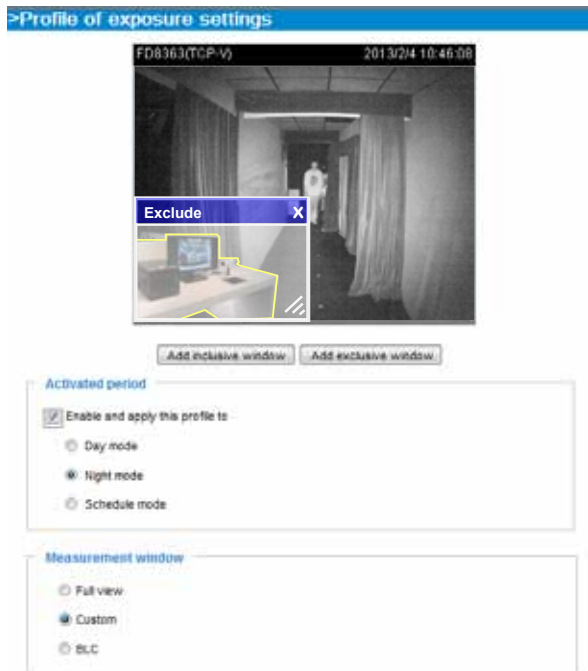 >Profile of exposure settings
FD8363(TCP-V) 2013/2/4 10:46:08
Exclude X
Add inclusive window Add exclusive window
Activated period
Enable and apply this profile to
Day mode
Night mode
Schedule mode
Measurement window
Full view
Custom
BLC